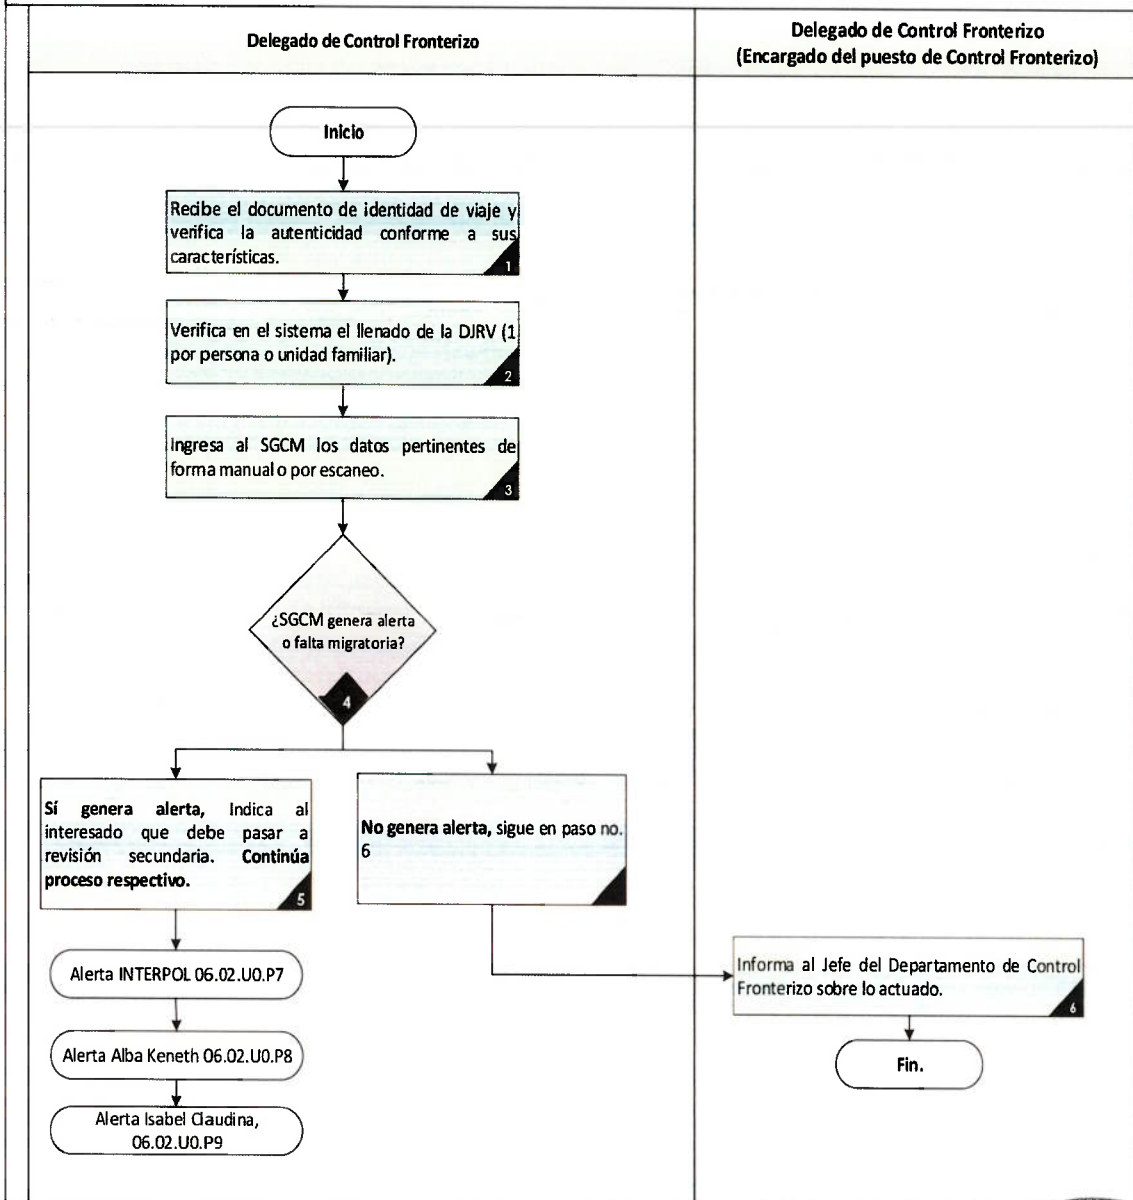 Delegado de Control Fronterizo
Delegado de Control Fronterizo
(Encargado del puesto de Control Fronterizo)
Inicio
Recibe el documento de identidad de viaje y
verifica la autenticidad conforme a sus
características.
1
Verifica en el sistema el llenado de la DJRV (1
por persona o unidad familiar).
2
Ingresa al SGCM los datos pertinentes de
forma manual o por escaneo.
3
¿SGCM genera alerta
o falta migratoria?
4
Sí genera alerta, Indica al
interesado que debe pasar a
revisión secundaria. Continúa
proceso respectivo.
5
No genera alerta, sigue en paso no.
6
Alerta INTERPOL 06.02.U0.P7
Alerta Alba Keneth 06.02.U0.P8
Alerta Isabel Claudina,
06.02.U0.P9
Informa al Jefe del Departamento de Control
Fronterizo sobre lo actuado.
6
Fin.